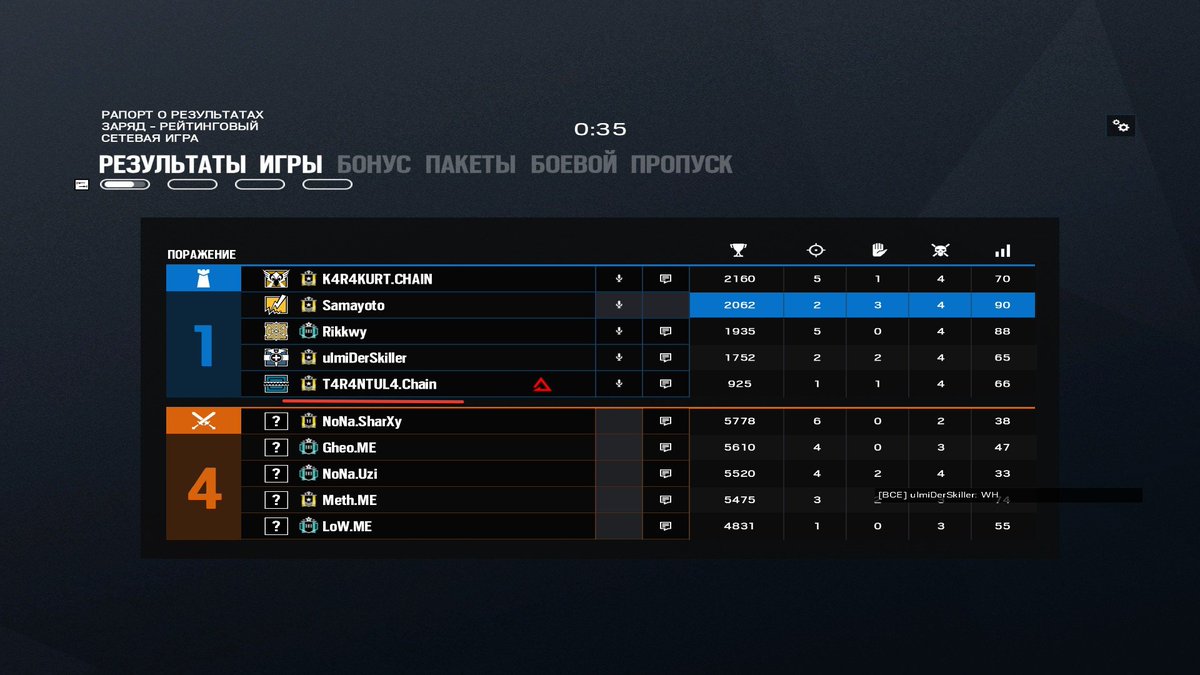 РАПОРТ О РЕЗУЛЬТАТАХ
ЗАРЯД - РЕЙТИНГОВЫЙ
СЕТЕВАЯ ИГРА
0:35
РЕЗУЛЬТАТЫ ИГРЫ БОНУС ПАКЕТЫ БОЕВОЙ ПРОПУСК
ПОРАЖЕНИЕ
1
K4R4KURT.CHAIN 2160 5 1 4 70
Samayoto 2062 2 3 4 90
Rikkwy 1935 5 0 4 88
ulmiDerSkiller 1752 2 2 4 65
T4R4NTUL4.Chain 925 1 1 4 66
4
? NoNa.SharXy 5778 6 0 2 38
? Gheo.ME 5610 4 0 3 47
? NoNa.Uzi 5520 4 2 4 33
? Meth.ME 5475 3
[ВСЕ] ulmiDerSkiller: WH
? LoW.ME 4831 1 0 3 55